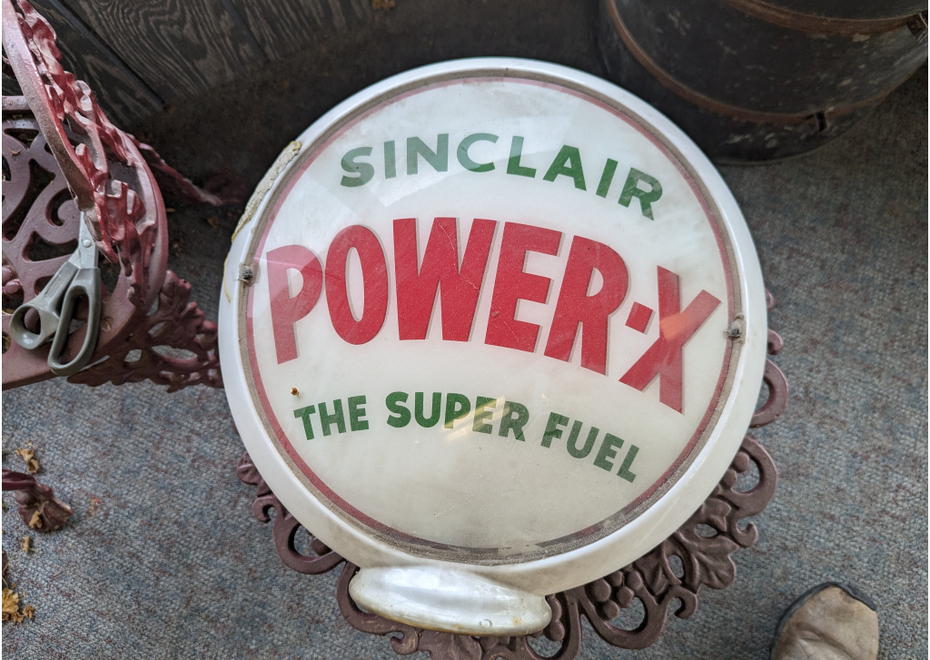 SINCLAIR
POWER-X
THE SUPER FUEL